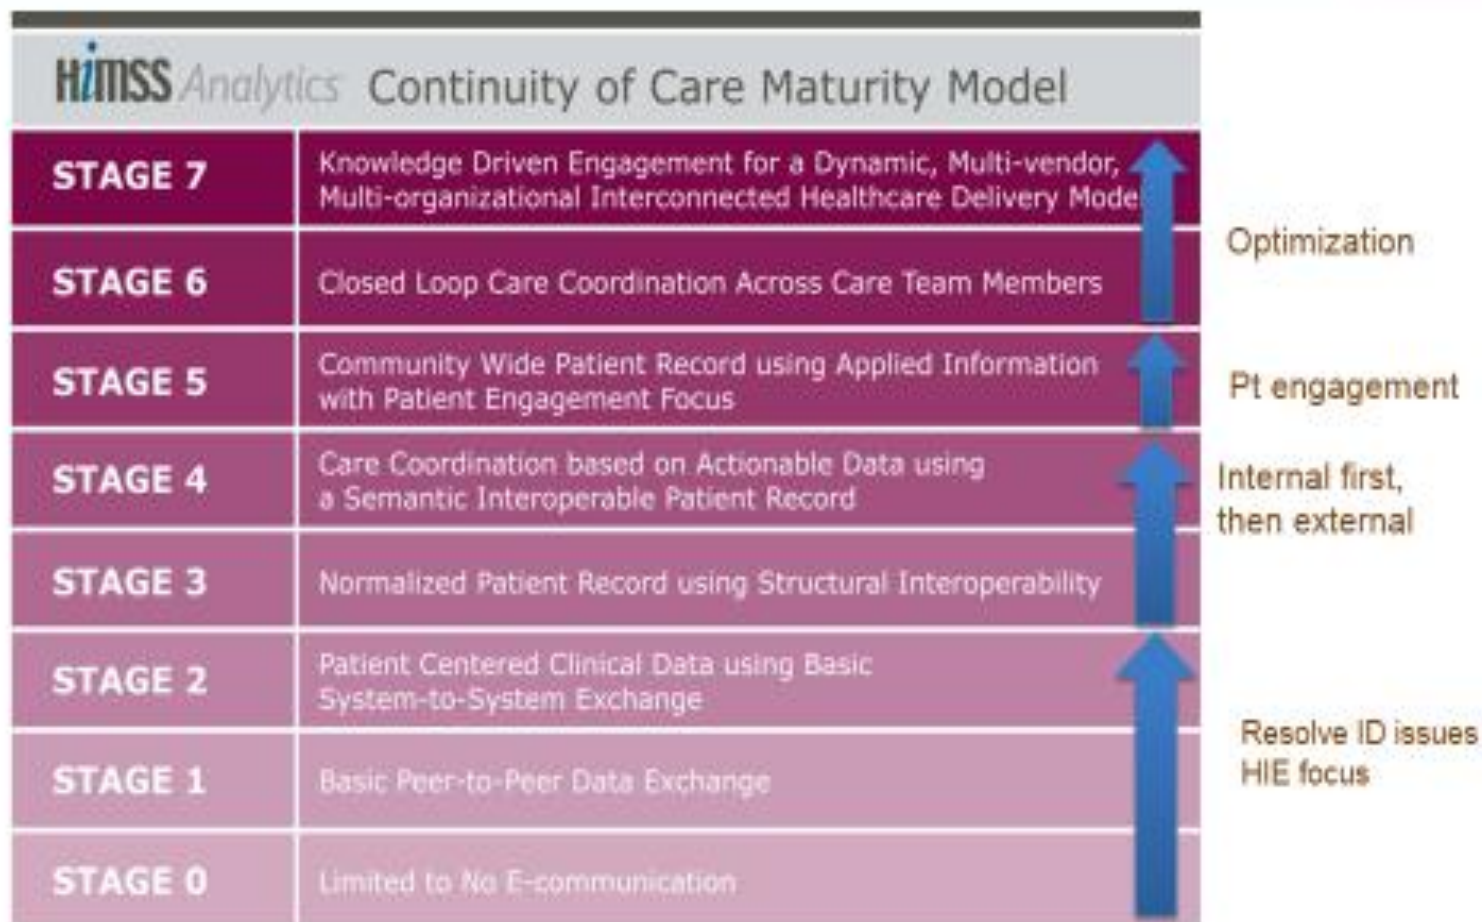 HiMSS Analytics Continuity of Care Maturity Model
STAGE 7
Knowledge Driven Engagement for a Dynamic, Multi-vendor,
Multi-organizational Interconnected Healthcare Delivery Model
STAGE 6
Closed Loop Care Coordination Across Care Team Members
Optimization
STAGE 5
Community Wide Patient Record using Applied Information
with Patient Engagement Focus
Pt engagement
STAGE 4
Care Coordination based on Actionable Data using
a Semantic Interoperable Patient Record
Internal first,
then external
STAGE 3
Normalized Patient Record using Structural Interoperability
STAGE 2
Patient Centered Clinical Data using Basic
System-to-System Exchange
STAGE 1
Basic Peer-to-Peer Data Exchange
Resolve ID issues
HIE focus
STAGE 0
Limited to No E-communication